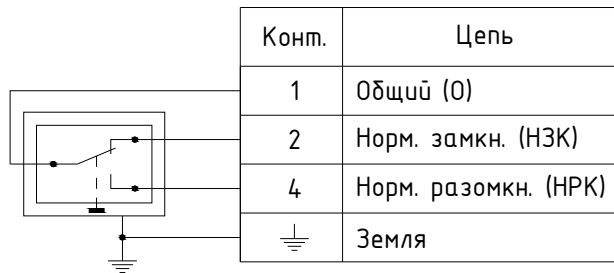 Конт. Цепь
1 Общий (О)
2 Норм. замкн. (НЗК)
4 Норм. разомкн. (НРК)
Земля